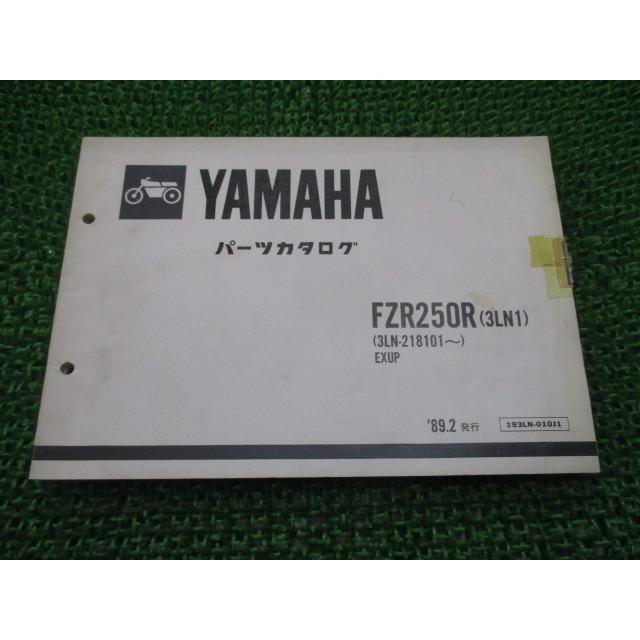 YAMAHA
パーツカタログ
FZR250R (3LN1)
(3LN-218101～)
EXUP
'89.2 発行
193LN-010J1